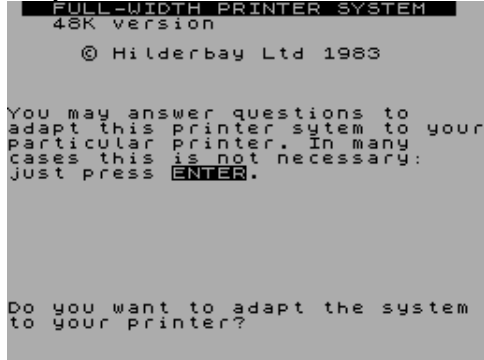 FULL-WIDTH PRINTER SYSTEM
48K version
© Hilderbay Ltd 1983
You may answer questions to
adapt this printer sytem to your
particular printer. In many
cases this is not necessary:
just press ENTER.
Do you want to adapt the system
to your printer?